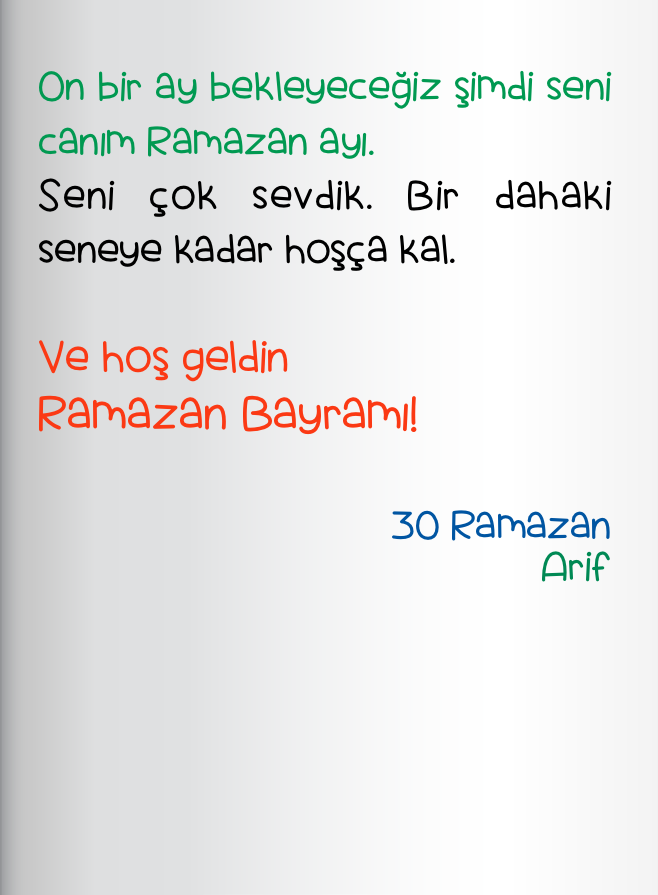 On bir ay bekleyeceğiz şimdi seni
canım Ramazan ayı.
Seni çok sevdik. Bir dahaki
seneye kadar hoşça kal.
Ve hoş geldin
Ramazan Bayramı!
30 Ramazan
Arif